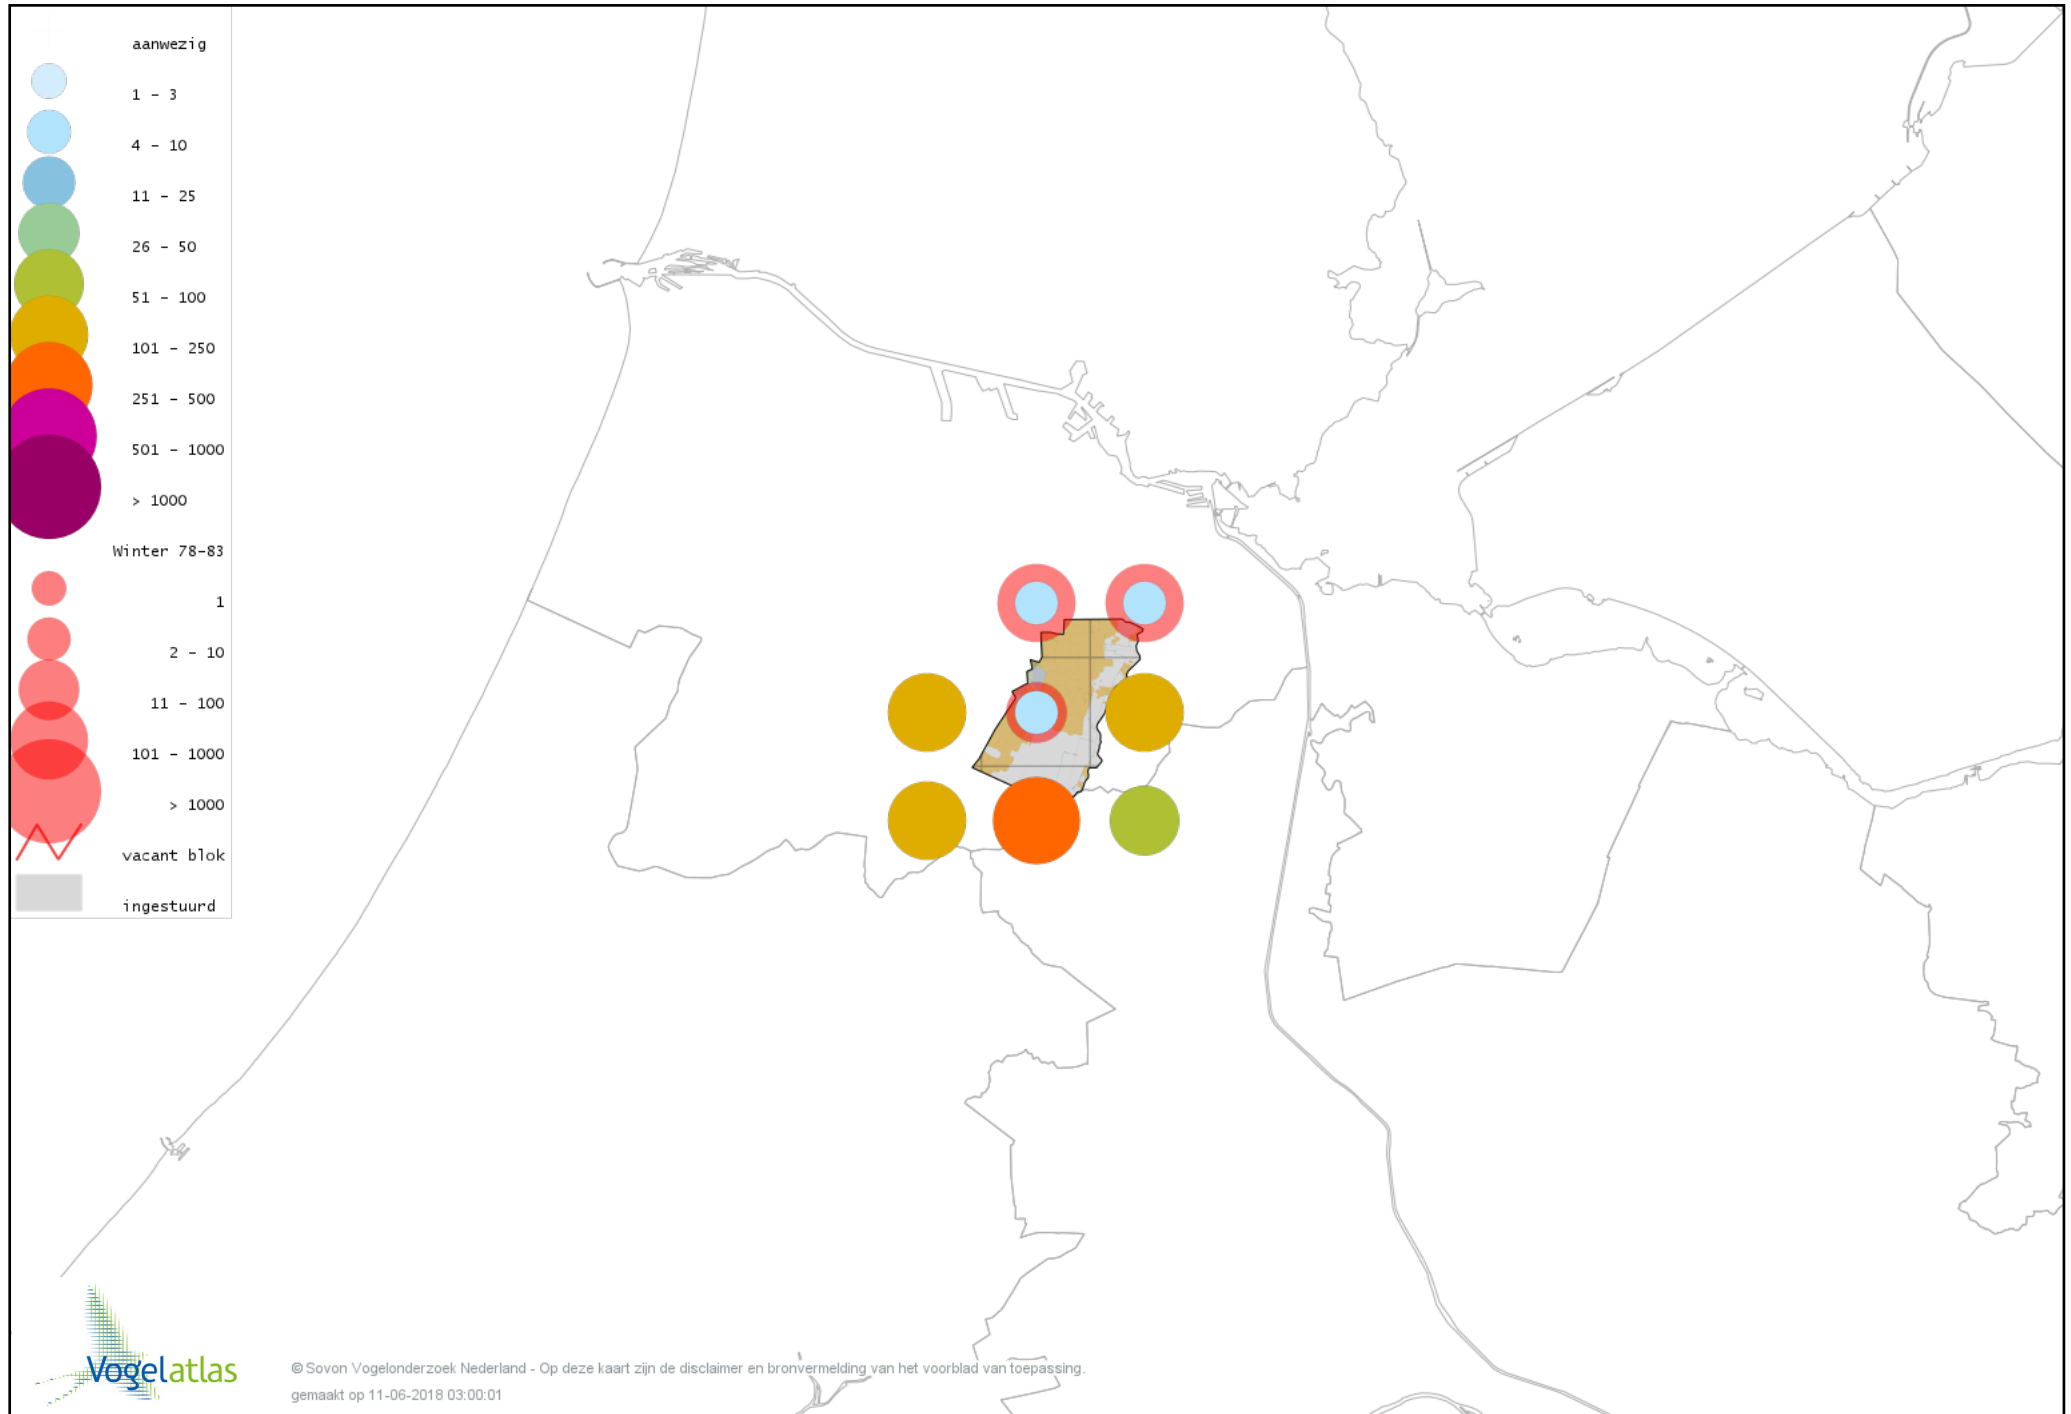 aanwezig
1 - 3
4 - 10
11 - 25
26 - 50
51 - 100
101 - 250
251 - 500
501 - 1000
> 1000
Winter 78-83
1
2 - 10
11 - 100
101 - 1000
> 1000
vacant blok
ingestuurd
Vogelatlas
© Sovon Vogelonderzoek Nederland - Op deze kaart zijn de disclaimer en bronvermelding van het voorblad van toepassing.
gemaakt op 11-06-2018 03:00:01